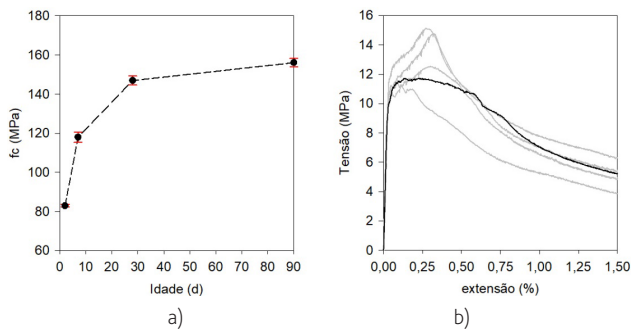 180
160
140
120
100
80
60
fc (MPa)
0 10 20 30 40 50 60 70 80 90
Idade (d)
a)
16
14
12
10
8
6
4
2
0
Tensão (MPa)
0,00 0,25 0,50 0,75 1,00 1,25 1,50
extensão (%)
b)